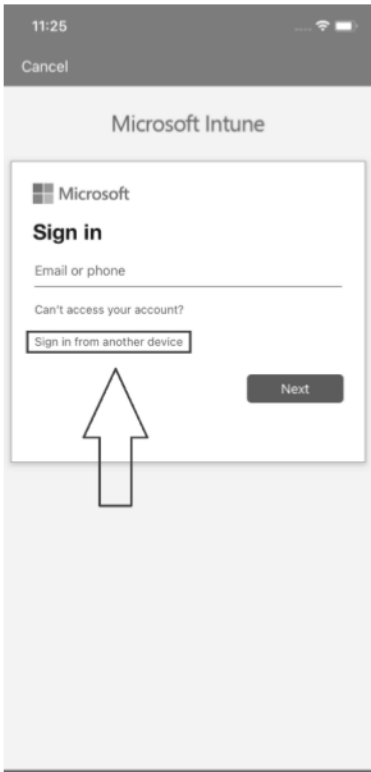 11:25
Cancel
Microsoft Intune
Microsoft
Sign in
Email or phone
Can't access your account?
Sign in from another device
Next